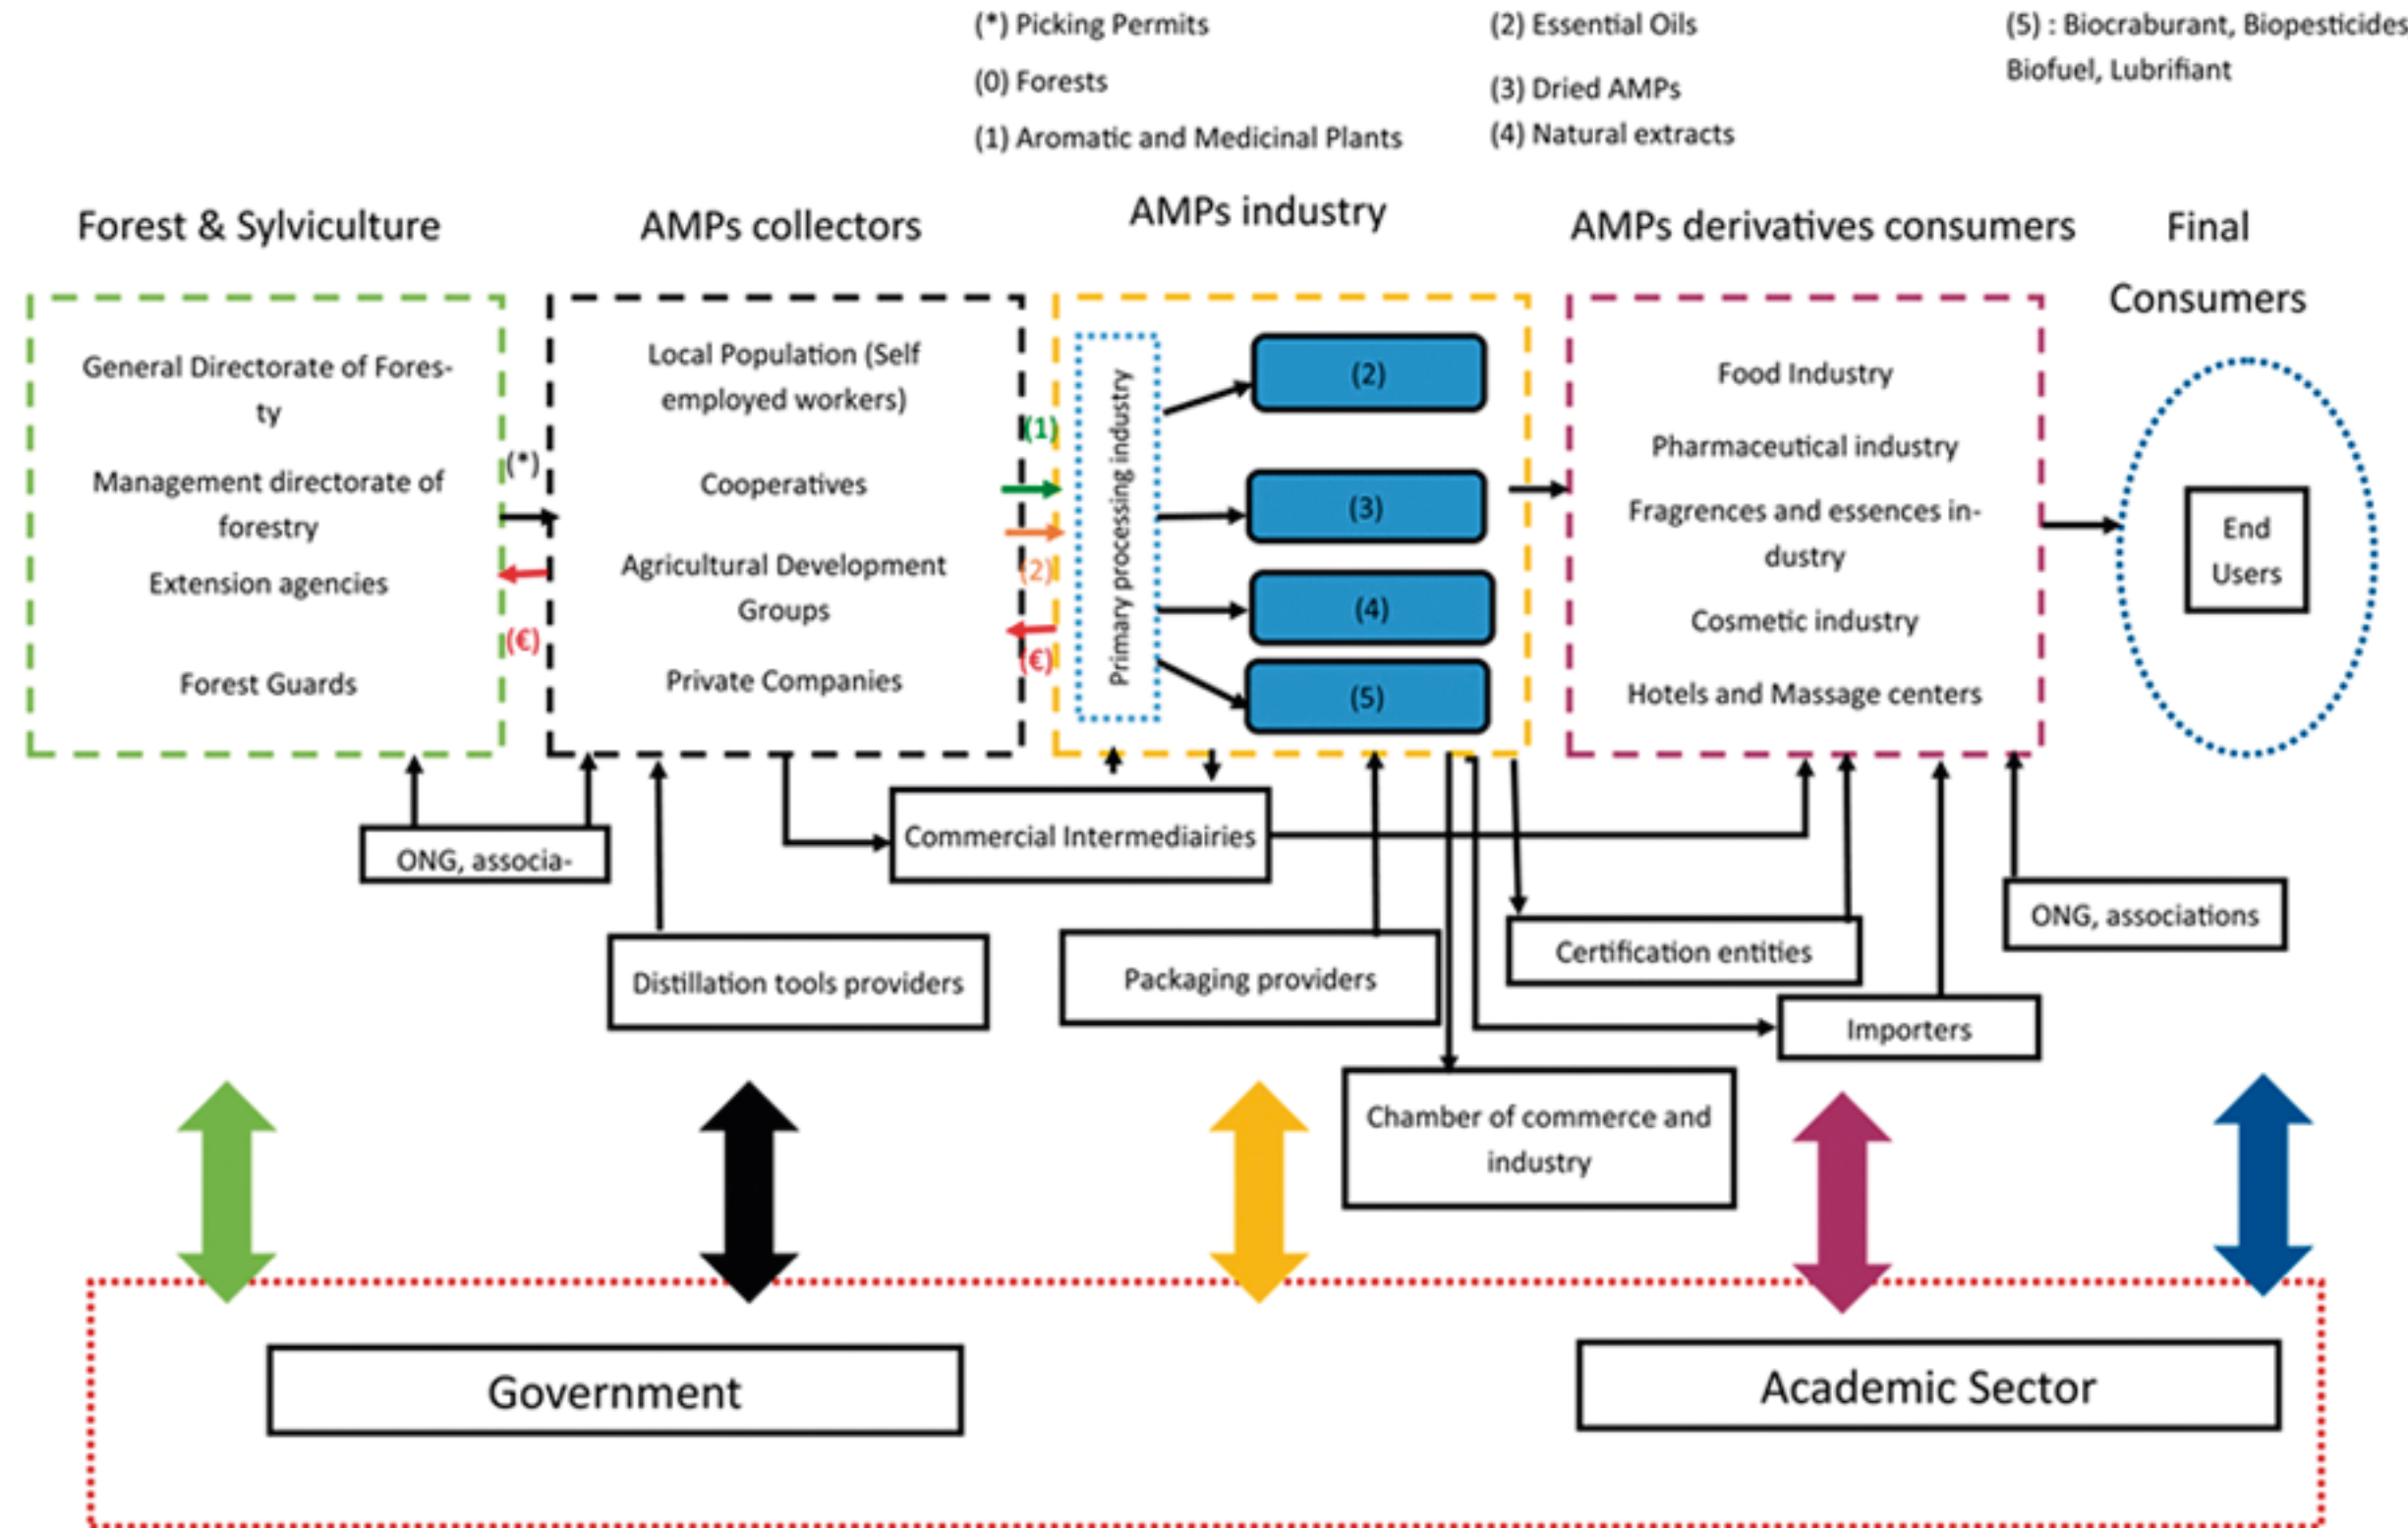 (*) Picking Permits
(0) Forests
(1) Aromatic and Medicinal Plants
(2) Essential Oils
(3) Dried AMPs
(4) Natural extracts
(5) : Biocraburant, Biopesticides
Biofuel, Lubrifiant
Forest & Sylviculture
General Directorate of Fores-
ty
Management directorate of
forestry
Extension agencies
Forest Guards
(*)
(€)
AMPs collectors
Local Population (Self
employed workers)
Cooperatives
Agricultural Development
Groups
Private Companies
(1)
(2)
(€)
AMPs industry
Primary processing industry
(2)
(3)
(4)
(5)
AMPs derivatives consumers
Food Industry
Pharmaceutical industry
Fragrences and essences in-
dustry
Cosmetic industry
Hotels and Massage centers
Final
Consumers
End
Users
ONG, associa-
Commercial Intermediairies
Distillation tools providers
Packaging providers
Certification entities
ONG, associations
Importers
Chamber of commerce and
industry
Government
Academic Sector